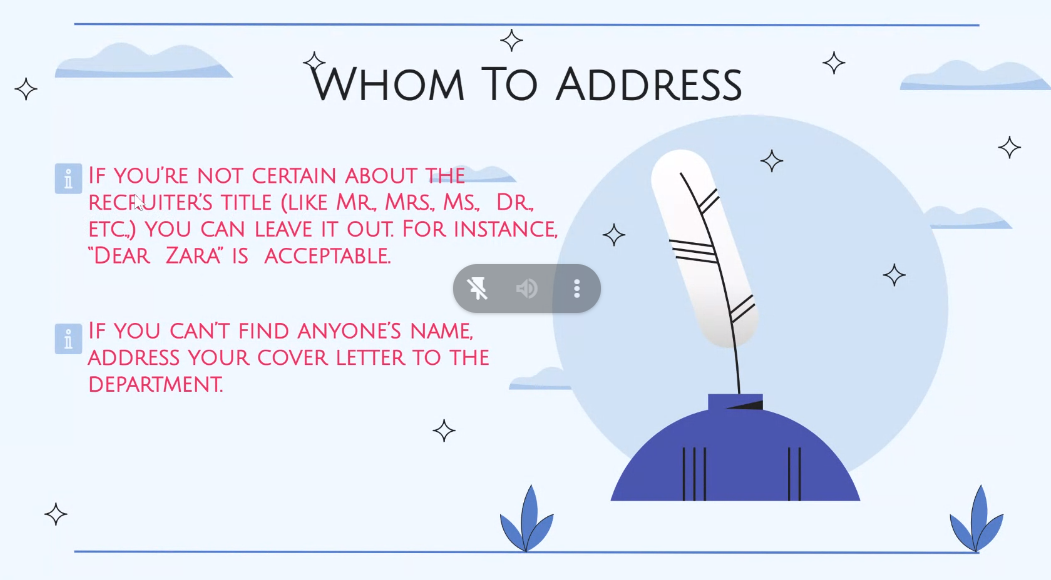 Whom To Address
If you're not certain about the
recruiter's title (like Mr., Mrs., Ms., Dr.,
etc.,) you can leave it out. For instance,
"Dear Zara" is acceptable.
If you can't find anyone's name,
address your cover letter to the
department.